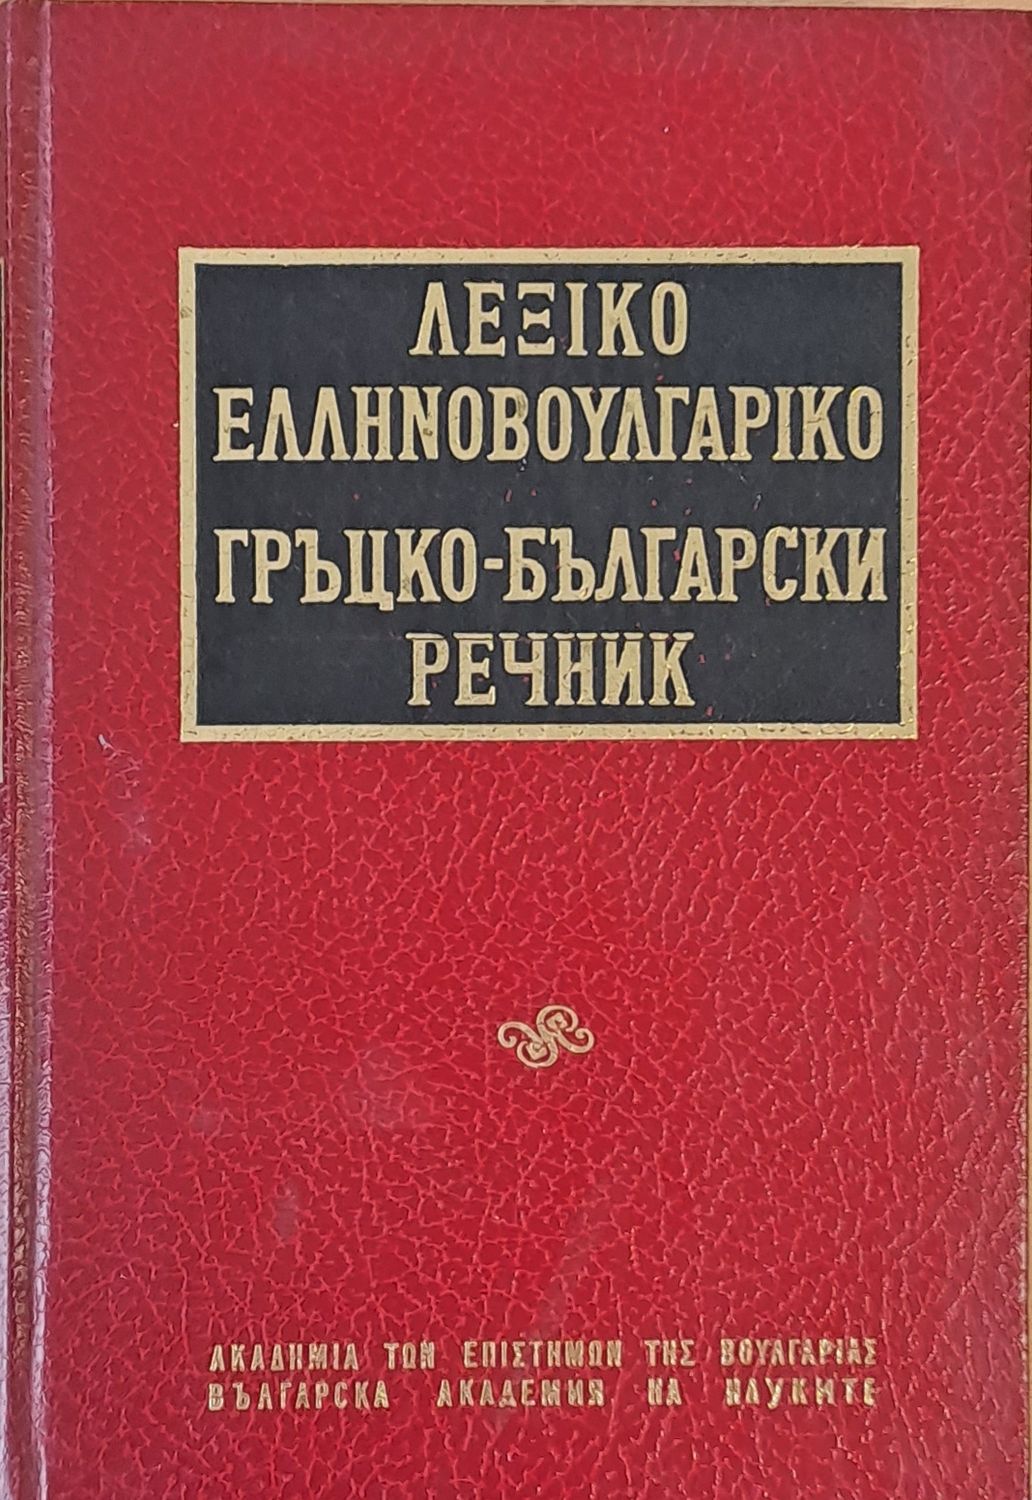 ΛΕΞΙΚΟ
ΕΛΛΗΝΟΒΟΥΛΓΑΡΙΚΟ
ГРЪЦКО-БЪЛГАРСКИ
РЕЧНИК
ΑΚΑΔΗΜΙΑ ΤΩΝ ΕΠΙΣΤΗΜΩΝ ΤΗΣ ΒΟΥΛΓΑΡΙΑΣ
БЪЛГАРСКА АКАДЕМИЯ НА НАУКИТЕ